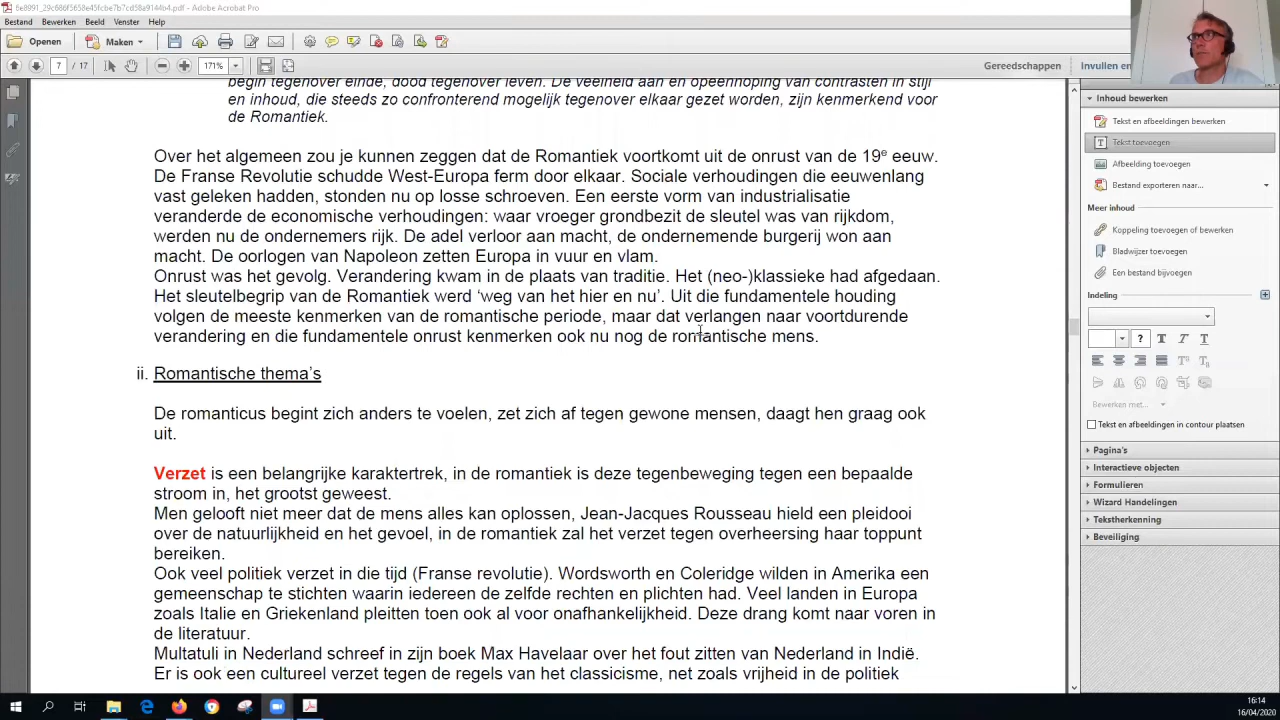 6e8991_29c686f5658e45fcbe7b7cd58a9144b4.pdf - Adobe Acrobat Pro
Bestand Bewerken Beeld Venster Help
Openen Maken
7 / 17 171% Gereedschappen Invullen en
begin tegenover einde, dood tegenover leven. De veelheid aan en opeenhoping van contrasten in stijl
en inhoud, die steeds zo confronterend mogelijk tegenover elkaar gezet worden, zijn kenmerkend voor
de Romantiek.
Over het algemeen zou je kunnen zeggen dat de Romantiek voortkomt uit de onrust van de 19e eeuw.
De Franse Revolutie schudde West-Europa ferm door elkaar. Sociale verhoudingen die eeuwenlang
vast geleken hadden, stonden nu op losse schroeven. Een eerste vorm van industrialisatie
veranderde de economische verhoudingen: waar vroeger grondbezit de sleutel was van rijkdom,
werden nu de ondernemers rijk. De adel verloor aan macht, de ondernemende burgerij won aan
macht. De oorlogen van Napoleon zetten Europa in vuur en vlam.
Onrust was het gevolg. Verandering kwam in de plaats van traditie. Het (neo-)klassieke had afgedaan.
Het sleutelbegrip van de Romantiek werd ‘weg van het hier en nu’. Uit die fundamentele houding
volgen de meeste kenmerken van de romantische periode, maar dat verlangen naar voortdurende
verandering en die fundamentele onrust kenmerken ook nu nog de romantische mens.
ii. Romantische thema’s
De romanticus begint zich anders te voelen, zet zich af tegen gewone mensen, daagt hen graag ook
uit.
Verzet is een belangrijke karaktertrek, in de romantiek is deze tegenbeweging tegen een bepaalde
stroom in, het grootst geweest.
Men gelooft niet meer dat de mens alles kan oplossen, Jean-Jacques Rousseau hield een pleidooi
over de natuurlijkheid en het gevoel, in de romantiek zal het verzet tegen overheersing haar toppunt
bereiken.
Ook veel politiek verzet in die tijd (Franse revolutie). Wordsworth en Coleridge wilden in Amerika een
gemeenschap te stichten waarin iedereen de zelfde rechten en plichten had. Veel landen in Europa
zoals Italie en Griekenland pleitten toen ook al voor onafhankelijkheid. Deze drang komt naar voren in
de literatuur.
Multatuli in Nederland schreef in zijn boek Max Havelaar over het fout zitten van Nederland in Indië.
Er is ook een cultureel verzet tegen de regels van het classicisme, net zoals vrijheid in de politiek
Inhoud bewerken
Tekst en afbeeldingen bewerken
Tekst toevoegen
Afbeelding toevoegen
Bestand exporteren naar...
Meer inhoud
Koppeling toevoegen of bewerken
Bladwijzer toevoegen
Een bestand bijvoegen
Indeling
? T T T
Bewerken met...
Tekst en afbeeldingen in contour plaatsen
Pagina's
Interactieve objecten
Formulieren
Wizard Handelingen
Tekstherkenning
Beveiliging
16:14
16/04/2020